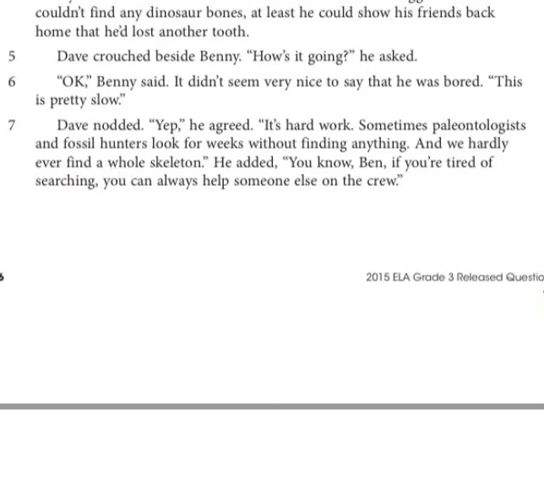 couldn't find any dinosaur bones, at least he could show his friends back
home that he'd lost another tooth.
5 Dave crouched beside Benny. “How's it going?” he asked.
6 “OK,” Benny said. It didn't seem very nice to say that he was bored. “This
is pretty slow.”
7 Dave nodded. “Yep,” he agreed. “It's hard work. Sometimes paleontologists
and fossil hunters look for weeks without finding anything. And we hardly
ever find a whole skeleton.” He added, “You know, Ben, if you're tired of
searching, you can always help someone else on the crew.”
2015 ELA Grade 3 Released